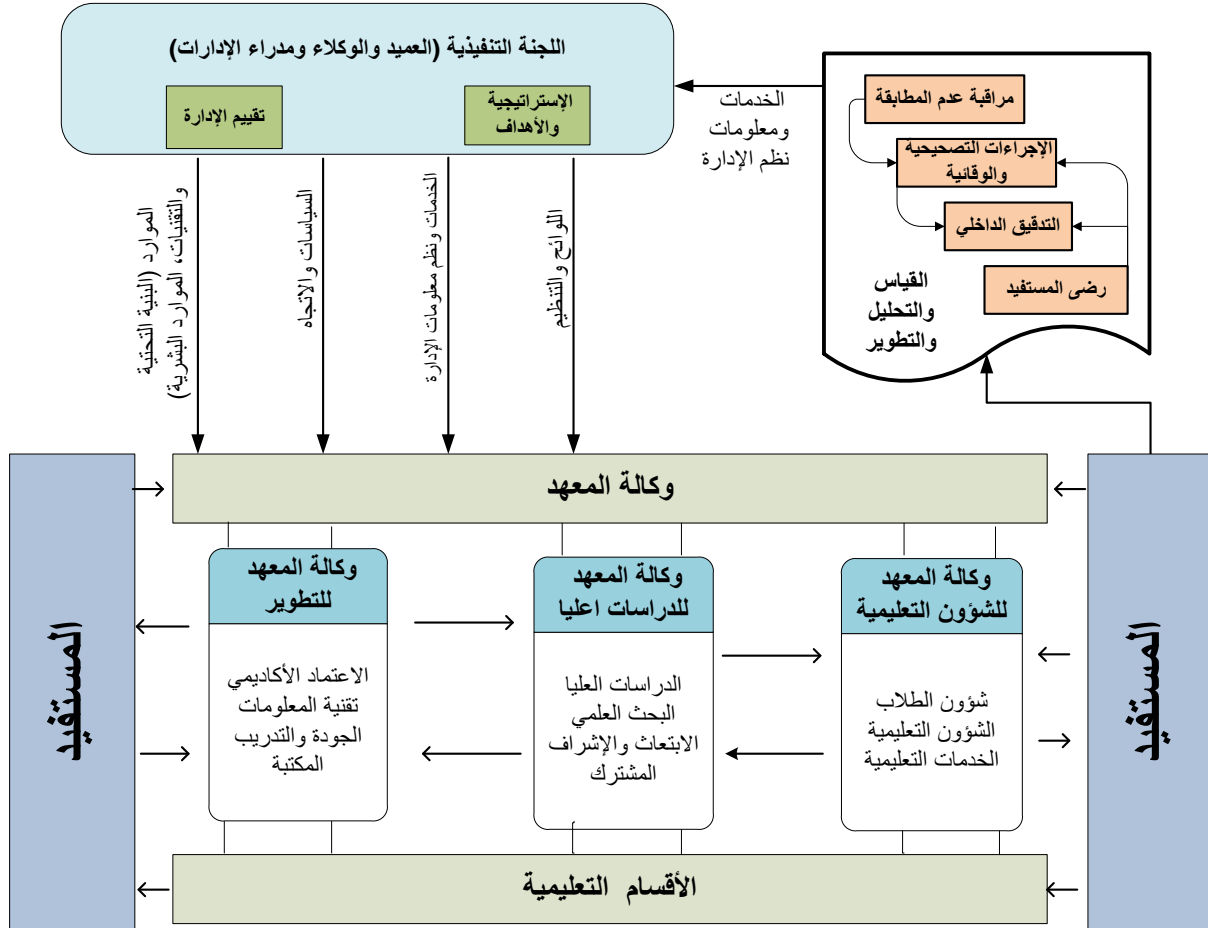 اللجنة التنفيذية (العميد والوكلاء ومدراء الإدارات)
الإستراتيجية
والأهداف
تقييم الإدارة
مراقبة عدم المطابقة
الإجراءات التصحيحية
والوقائية
التدقيق الداخلي
رضى المستفيد
القياس
والتحليل
والتطوير
الخدمات
ومعلومات
نظم الإدارة
اللوائح والتنظيم
الخدمات ونظم معلومات الإدارة
السياسات والاتجاه
الموارد (البنية التحتية
والتقنيات، الموارد البشرية)
المستفيد
وكالة المعهد
وكالة المعهد
للشؤون التعليمية
شؤون الطلاب
الشؤون التعليمية
الخدمات التعليمية
وكالة المعهد
للدراسات اعليا
الدراسات العليا
البحث العلمي
الابتعاث والإشراف
المشترك
وكالة المعهد
للتطوير
الاعتماد الأكاديمي
تقنية المعلومات
الجودة والتدريب
المكتبة
المستفيد
الأقسام التعليمية